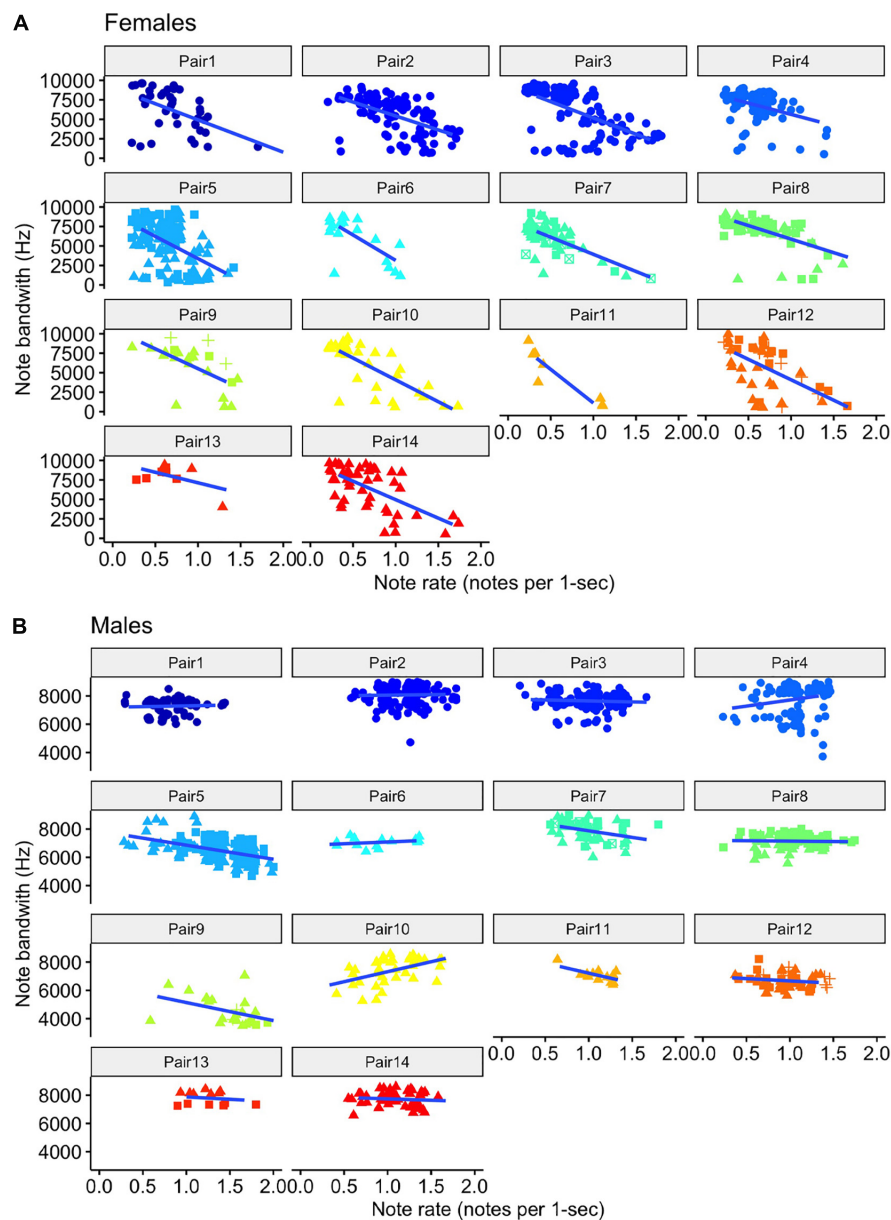 A Females
Pair1 Pair2 Pair3 Pair4
10000
7500
5000
2500
0
Pair5 Pair6 Pair7 Pair8
10000
7500
5000
2500
0
Pair9 Pair10 Pair11 Pair12
10000
7500
5000
2500
0
0.0 0.5 1.0 1.5 2.0 0.0 0.5 1.0 1.5 2.0
Pair13 Pair14
10000
7500
5000
2500
0
0.0 0.5 1.0 1.5 2.0 0.0 0.5 1.0 1.5 2.0
Note bandwith (Hz)
Note rate (notes per 1-sec)
B Males
Pair1 Pair2 Pair3 Pair4
8000
6000
4000
Pair5 Pair6 Pair7 Pair8
8000
6000
4000
Pair9 Pair10 Pair11 Pair12
8000
6000
4000
0.0 0.5 1.0 1.5 2.0 0.0 0.5 1.0 1.5 2.0
Pair13 Pair14
8000
6000
4000
0.0 0.5 1.0 1.5 2.0 0.0 0.5 1.0 1.5 2.0
Note bandwith (Hz)
Note rate (notes per 1-sec)